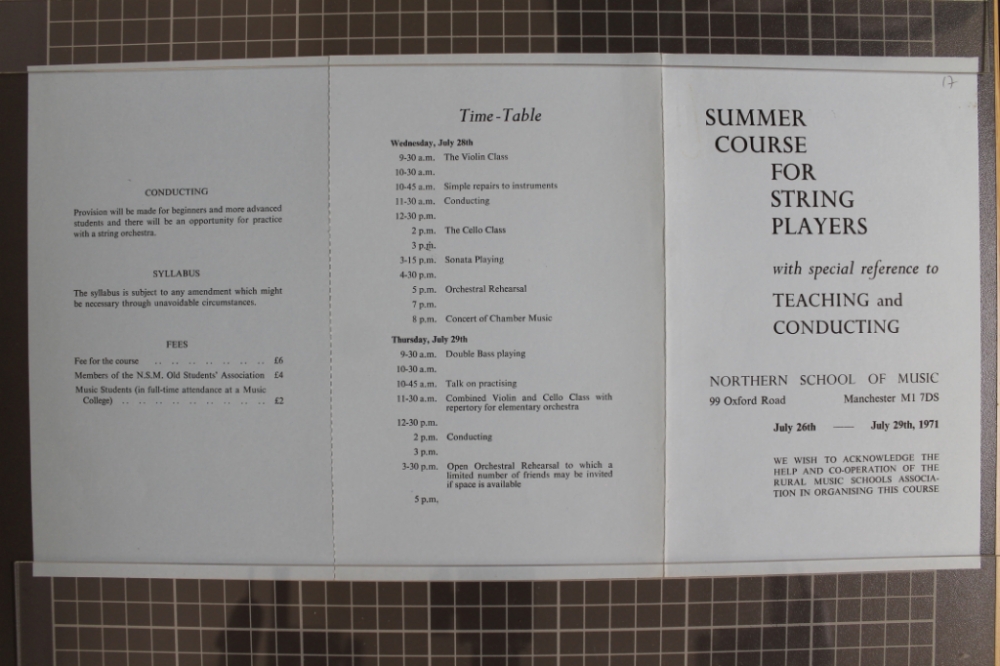 CONDUCTING
Provision will be made for beginners and more advanced
students and there will be an opportunity for practice
with a string orchestra.
SYLLABUS
The syllabus is subject to any amendment which might
be necessary through unavoidable circumstances.
FEES
Fee for the course .. .. .. .. .. .. .. £6
Members of the N.S.M. Old Students' Association £4
Music Students (in full-time attendance at a Music
College) .. .. .. .. .. .. .. .. .. £2
Time-Table
Wednesday, July 28th
9-30 a.m. The Violin Class
10-30 a.m.
10-45 a.m. Simple repairs to instruments
11-30 a.m. Conducting
12-30 p.m.
2 p.m. The Cello Class
3 p.m.
3-15 p.m. Sonata Playing
4-30 p.m.
5 p.m. Orchestral Rehearsal
7 p.m.
8 p.m. Concert of Chamber Music
Thursday, July 29th
9-30 a.m. Double Bass playing
10-30 a.m.
10-45 a.m. Talk on practising
11-30 a.m. Combined Violin and Cello Class with
repertory for elementary orchestra
12-30 p.m.
2 p.m. Conducting
3 p.m.
3-30 p.m. Open Orchestral Rehearsal to which a
limited number of friends may be invited
if space is available
5 p.m.
17
SUMMER
COURSE
FOR
STRING
PLAYERS
with special reference to
TEACHING and
CONDUCTING
NORTHERN SCHOOL OF MUSIC
99 Oxford Road Manchester M1 7DS
July 26th — July 29th, 1971
WE WISH TO ACKNOWLEDGE THE
HELP AND CO-OPERATION OF THE
RURAL MUSIC SCHOOLS ASSOCIA-
TION IN ORGANISING THIS COURSE